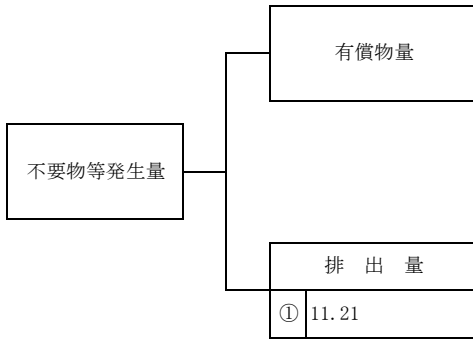 有償物量
不要物等発生量
排 出 量
① 11.21